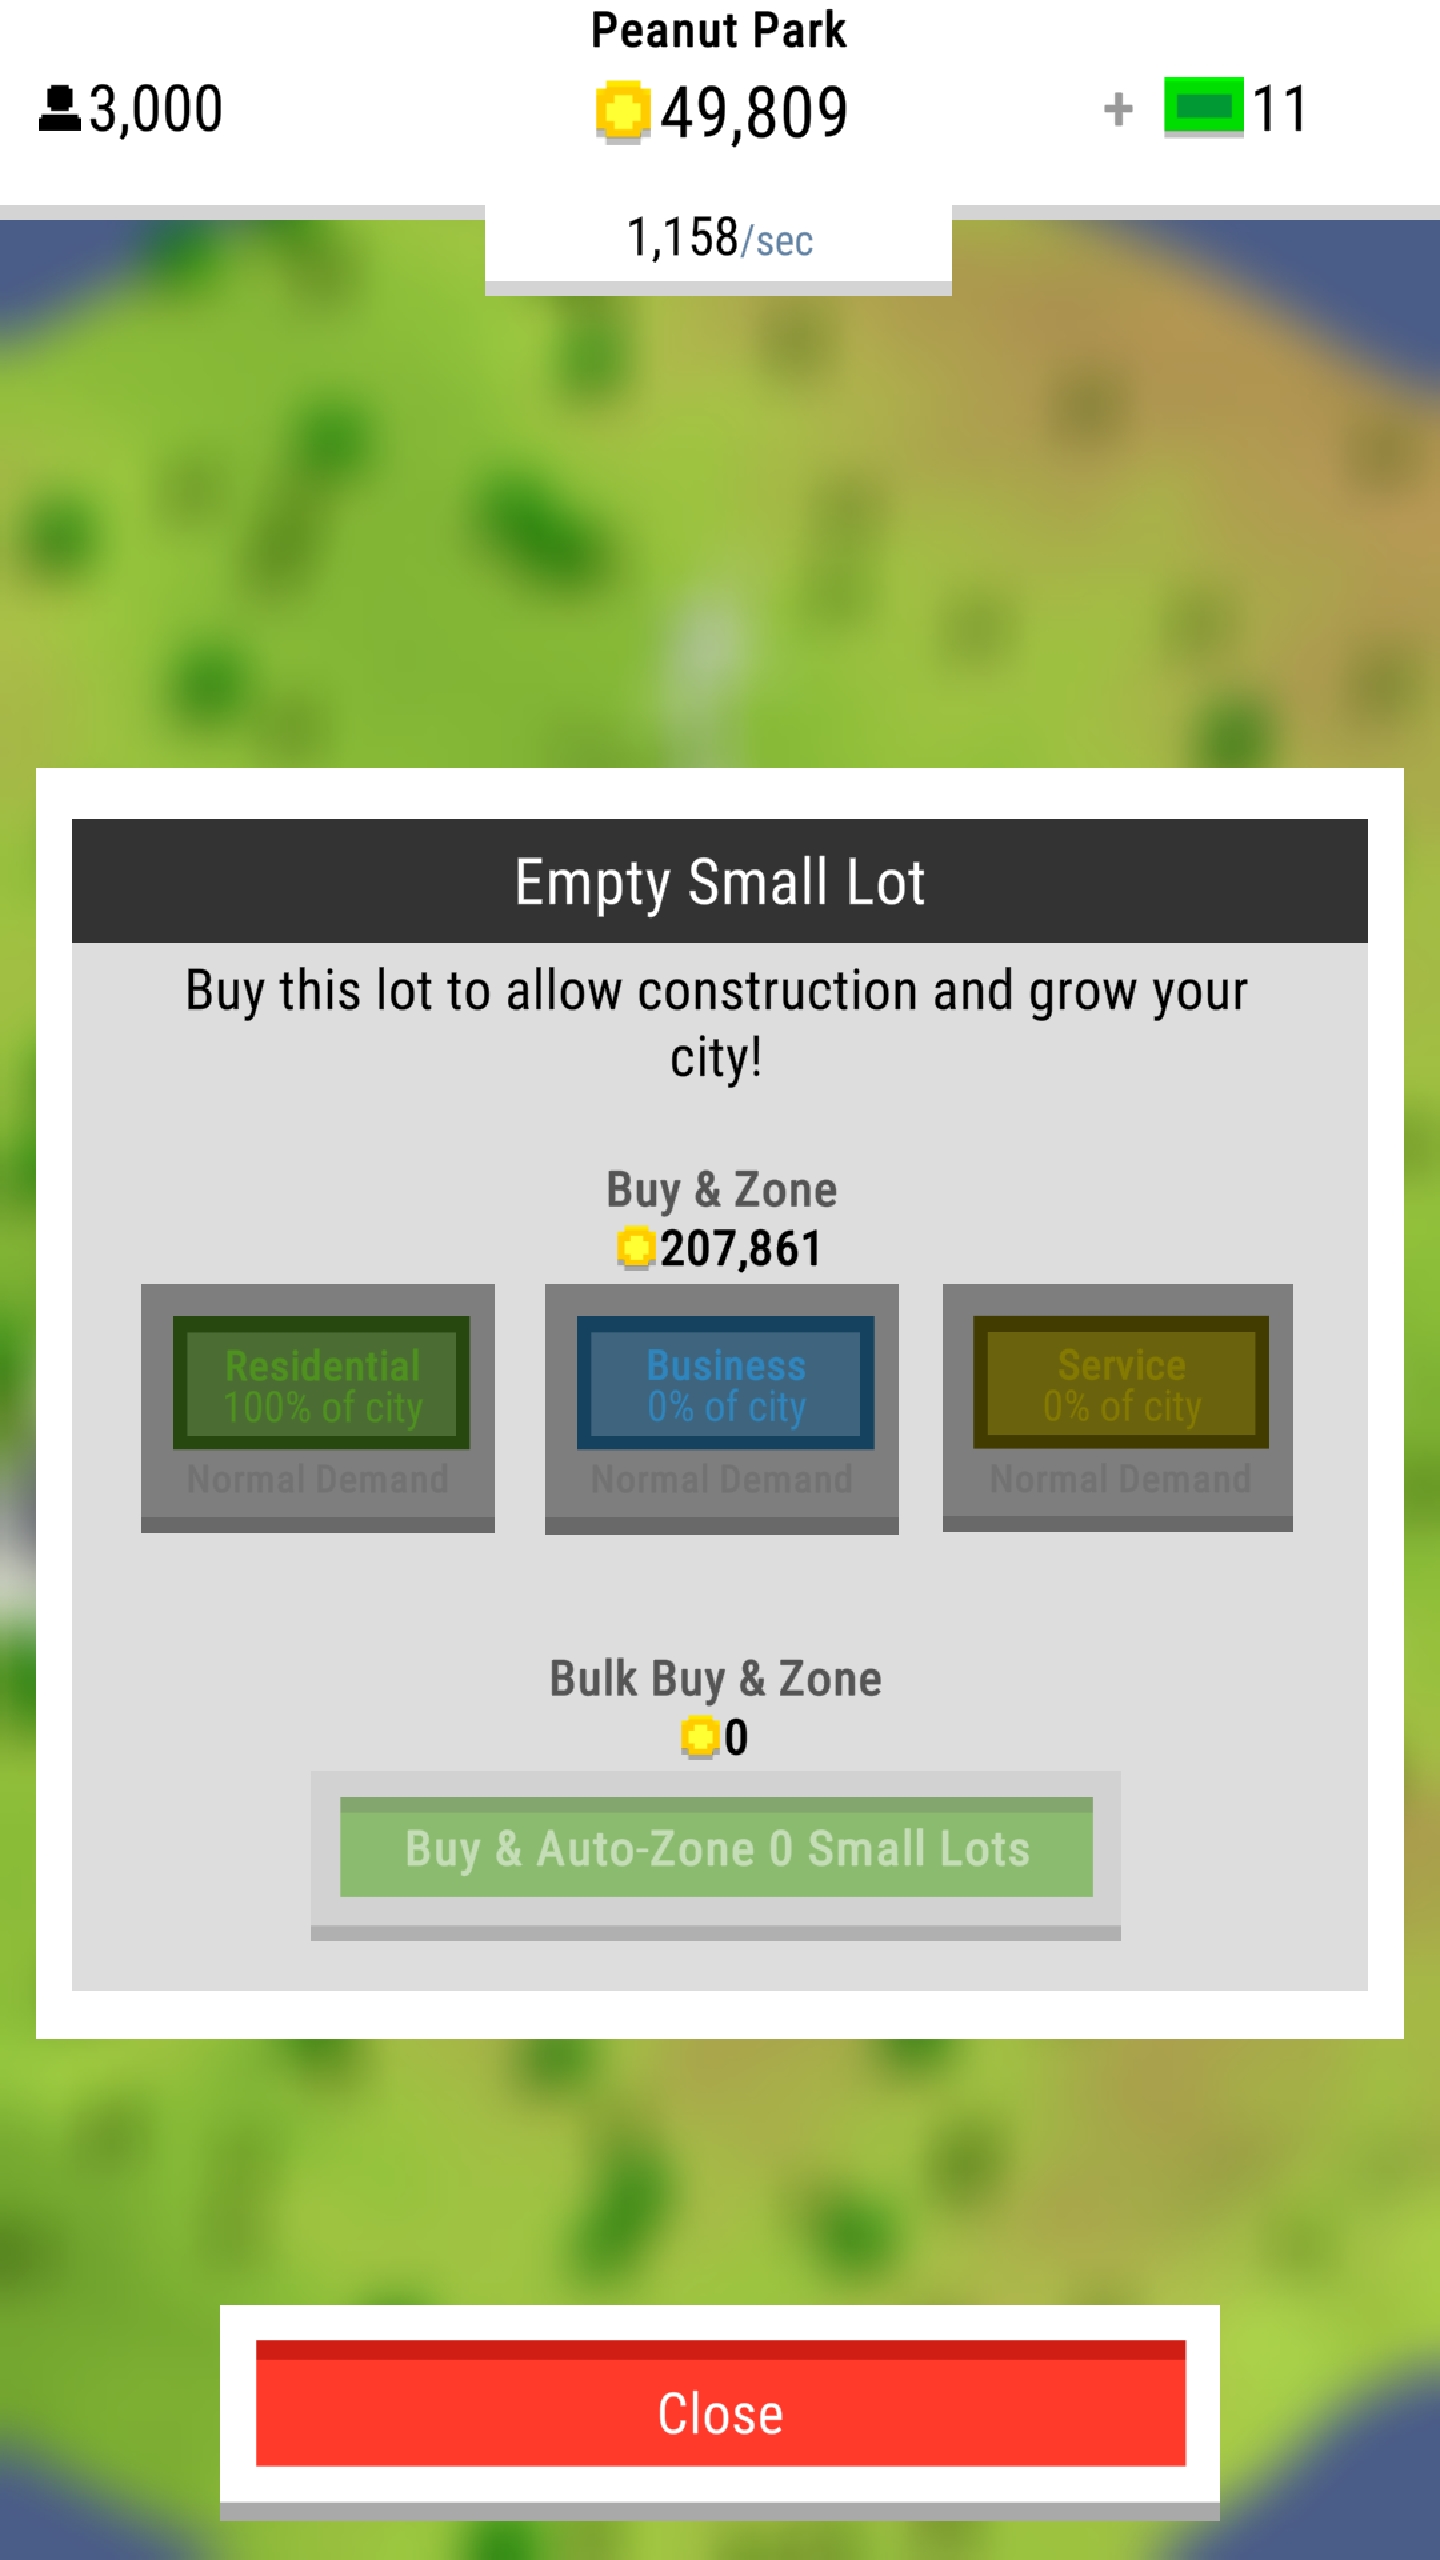 Peanut Park
3,000
49,809
+ 11
1,158/sec
Empty Small Lot
Buy this lot to allow construction and grow your
city!
Buy & Zone
207,861
Residential
100% of city
Normal Demand
Business
0% of city
Normal Demand
Service
0% of city
Normal Demand
Bulk Buy & Zone
0
Buy & Auto-Zone 0 Small Lots
Close